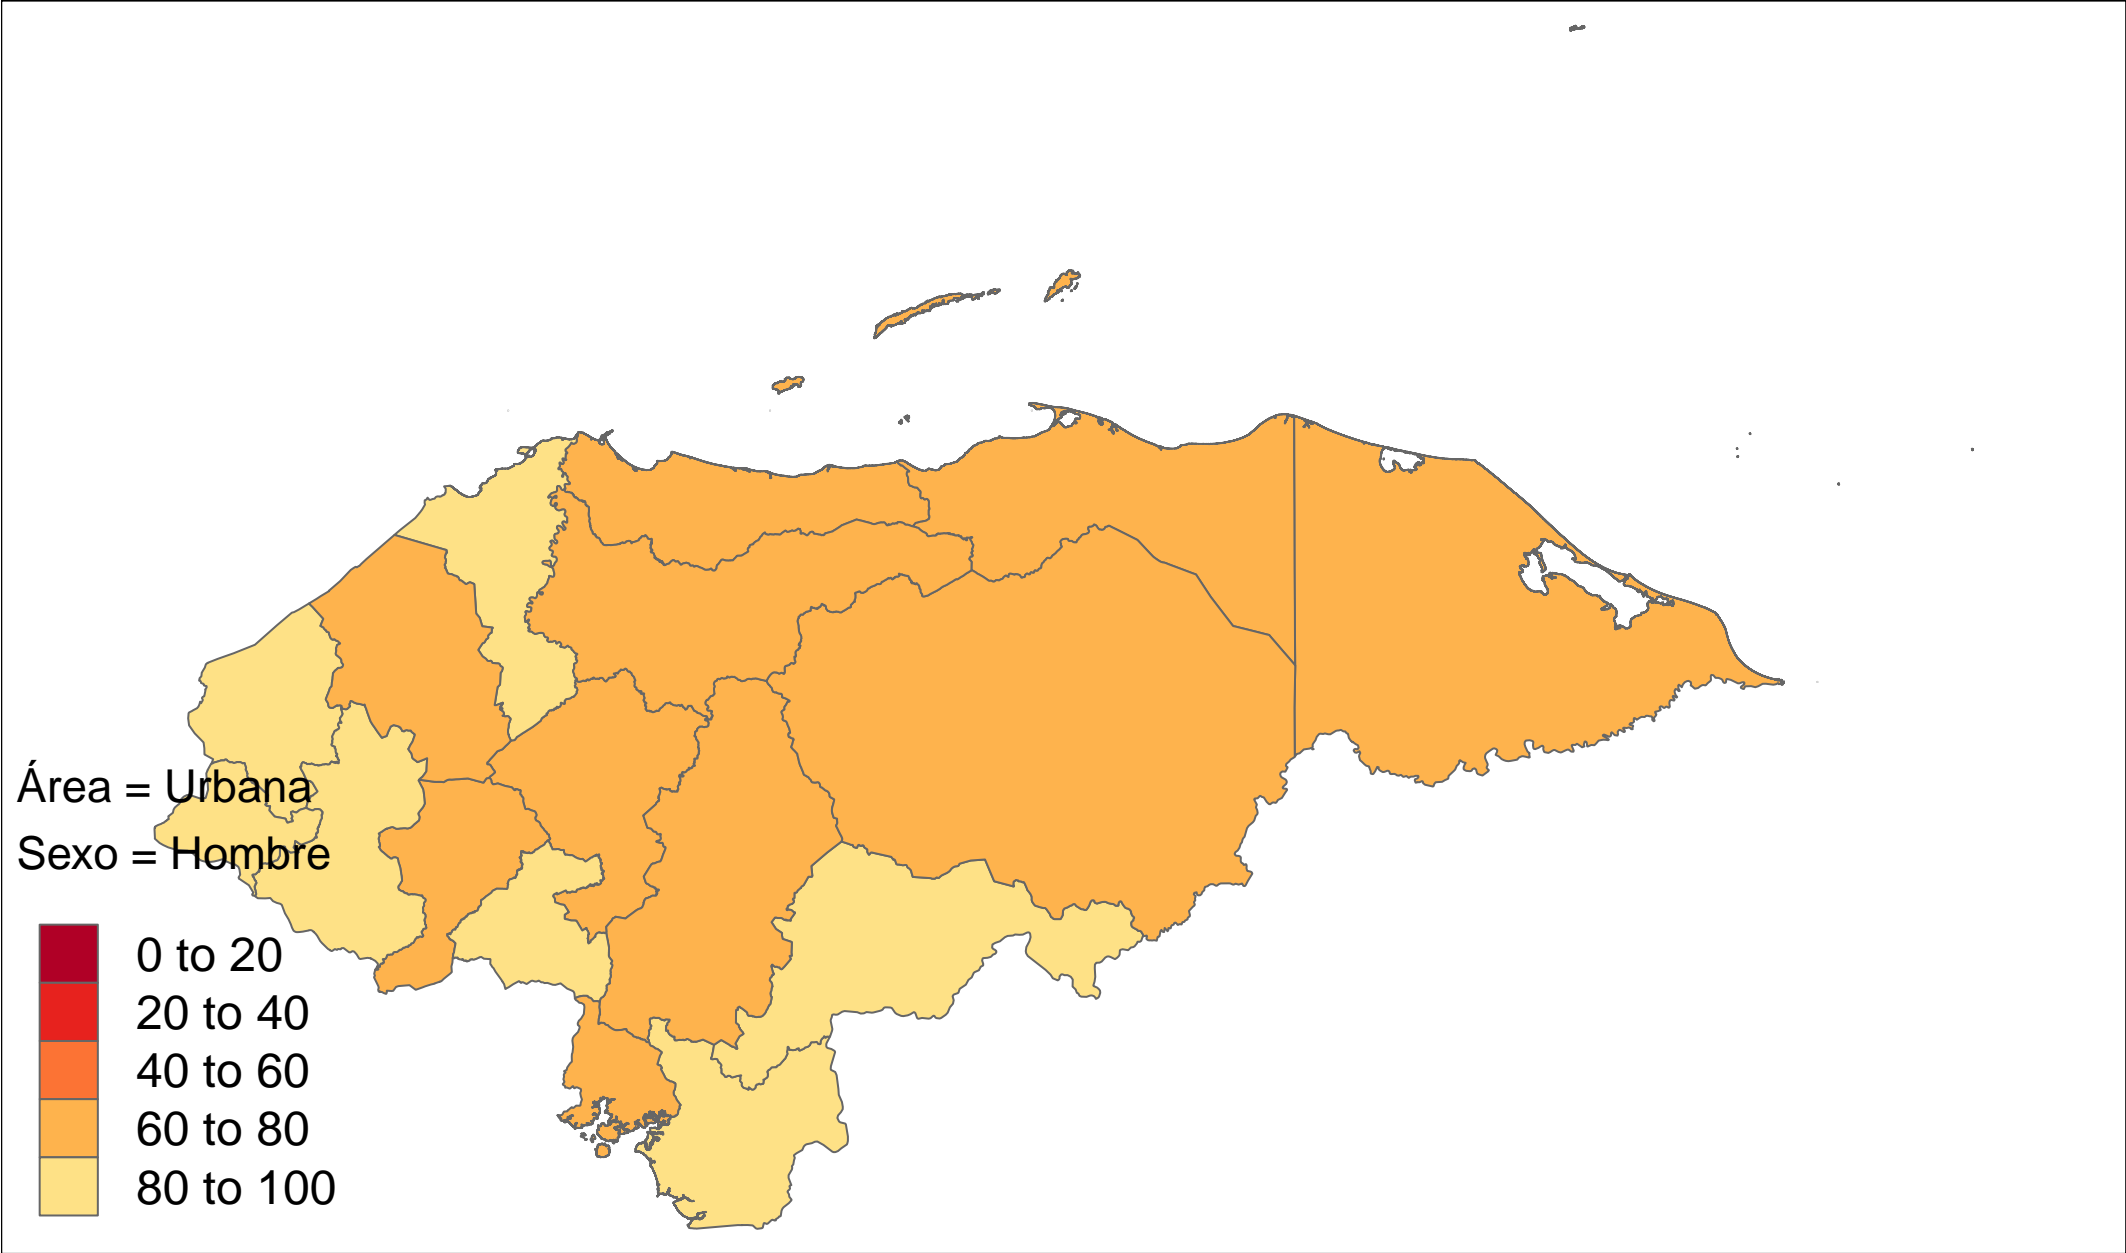 Área = Urbana
Sexo = Hombre
0 to 20
20 to 40
40 to 60
60 to 80
80 to 100